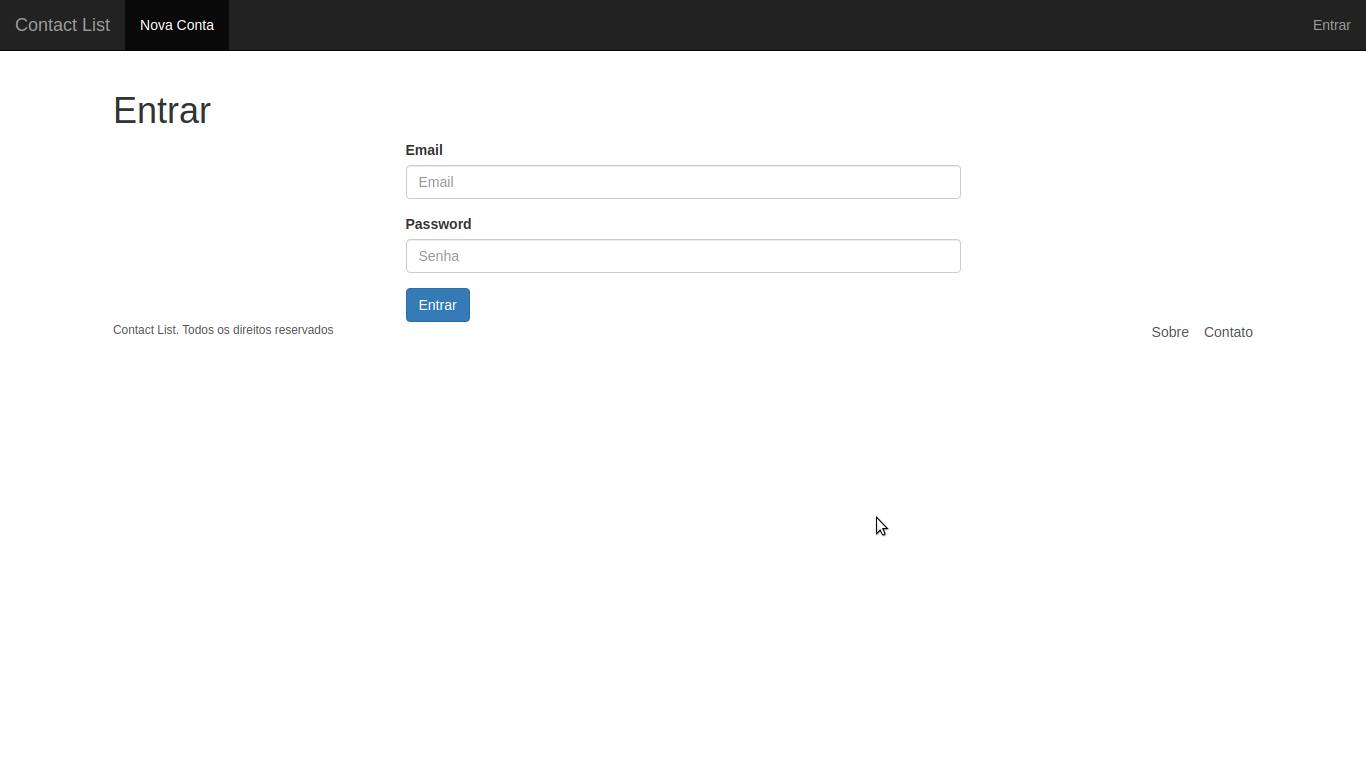 Contact List Nova Conta Entrar
Entrar
Email
Email
Password
Senha
Entrar
Contact List. Todos os direitos reservados Sobre Contato